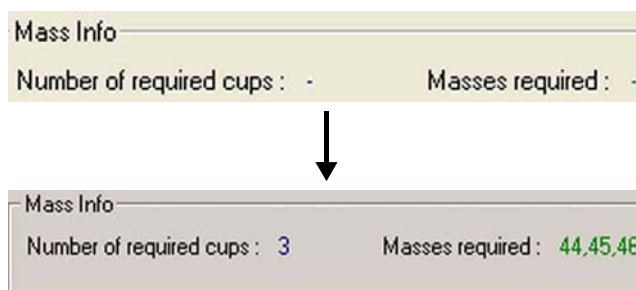 Mass Info
Number of required cups : - Masses required : -
Mass Info
Number of required cups : 3 Masses required : 44,45,46